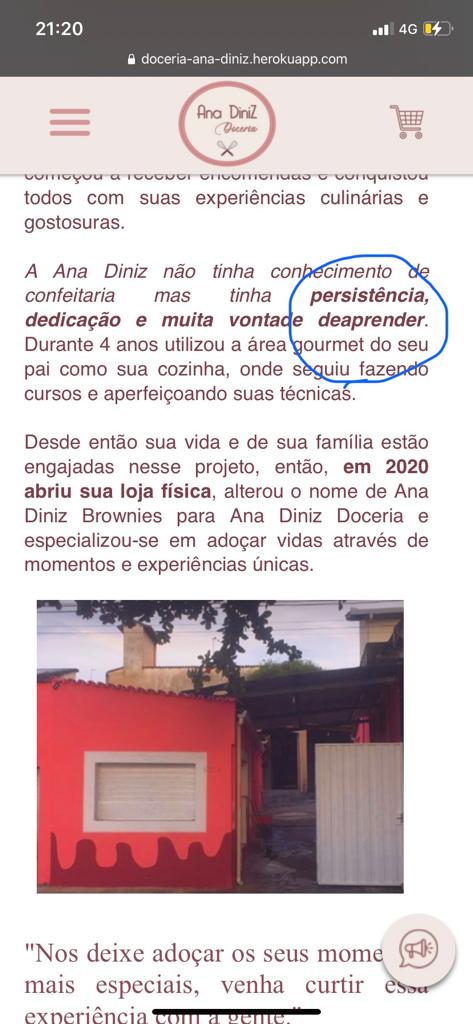 21:20
4G
doceria-ana-diniz.herokuapp.com
Ana DiniZ
Doceria
começou a receber encomendas e conquistou
todos com suas experiências culinárias e
gostosuras.
A Ana Diniz não tinha conhecimento de
confeitaria mas tinha persistência,
dedicação e muita vontade deaprender.
Durante 4 anos utilizou a área gourmet do seu
pai como sua cozinha, onde seguiu fazendo
cursos e aperfeiçoando suas técnicas.
Desde então sua vida e de sua família estão
engajadas nesse projeto, então, em 2020
abriu sua loja física, alterou o nome de Ana
Diniz Brownies para Ana Diniz Doceria e
especializou-se em adoçar vidas através de
momentos e experiências únicas.
"Nos deixe adoçar os seus mome
mais especiais, venha curtir essa
experiência com a gente."